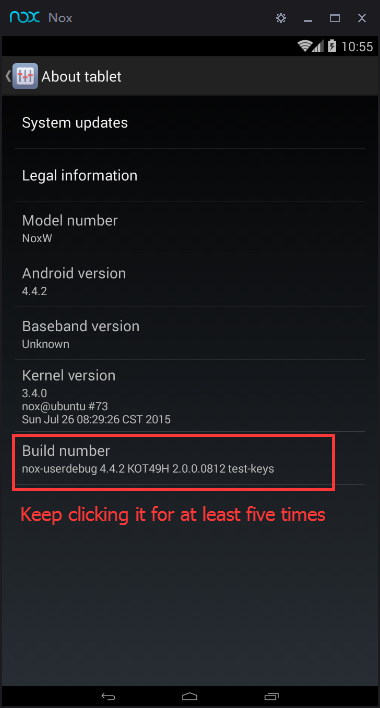 nox Nox
10:55
About tablet
System updates
Legal information
Model number
NoxW
Android version
4.4.2
Baseband version
Unknown
Kernel version
3.4.0
nox@ubuntu #73
Sun Jul 26 08:29:26 CST 2015
Build number
nox-userdebug 4.4.2 KOT49H 2.0.0.0812 test-keys
Keep clicking it for at least five times